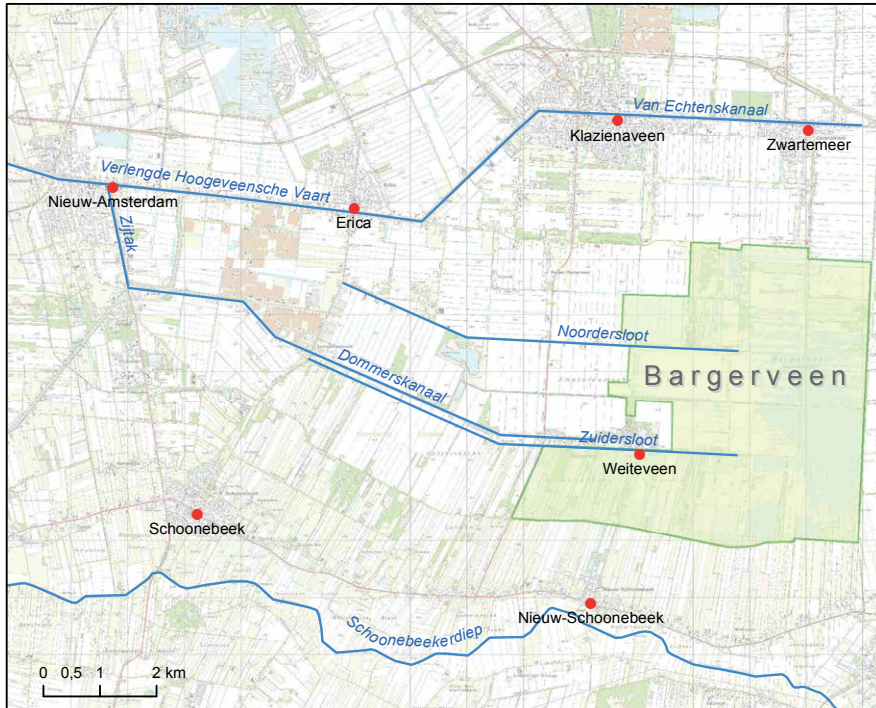 Van Echtenskanaal
Klazienaveen
Zwartemeer
Verlengde Hoogeveensche Vaart
Nieuw-Amsterdam
Erica
Zijtak
Noordersloot
Dommerskanaal
Bargerveen
Zuidersloot
Weiteveen
Schoonebeek
Nieuw-Schoonebeek
Schoonebeekerdiep
0 0,5 1 2 km